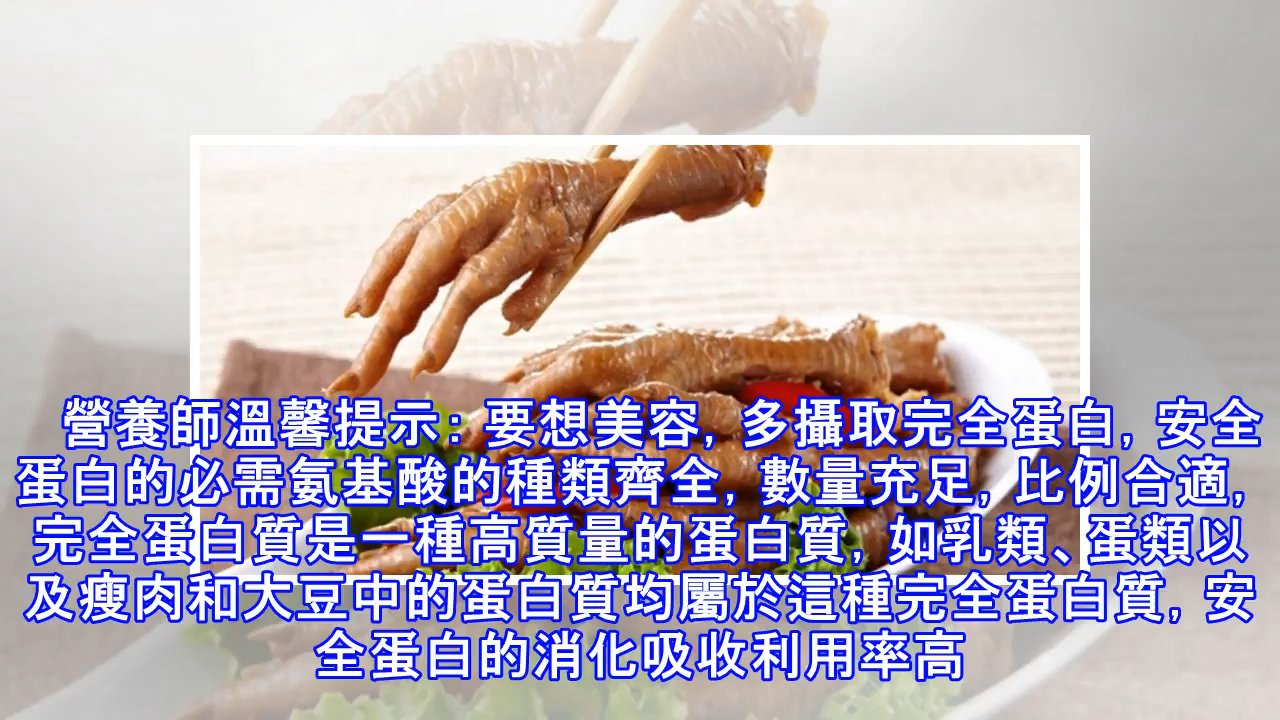 營養師溫馨提示: 要想美容, 多攝取完全蛋白, 安全
蛋白的必需氨基酸的種類齊全, 數量充足, 比例合適,
完全蛋白質是一種高質量的蛋白質, 如乳類、蛋類以
及瘦肉和大豆中的蛋白質均屬於這種完全蛋白質, 安
全蛋白的消化吸收利用率高